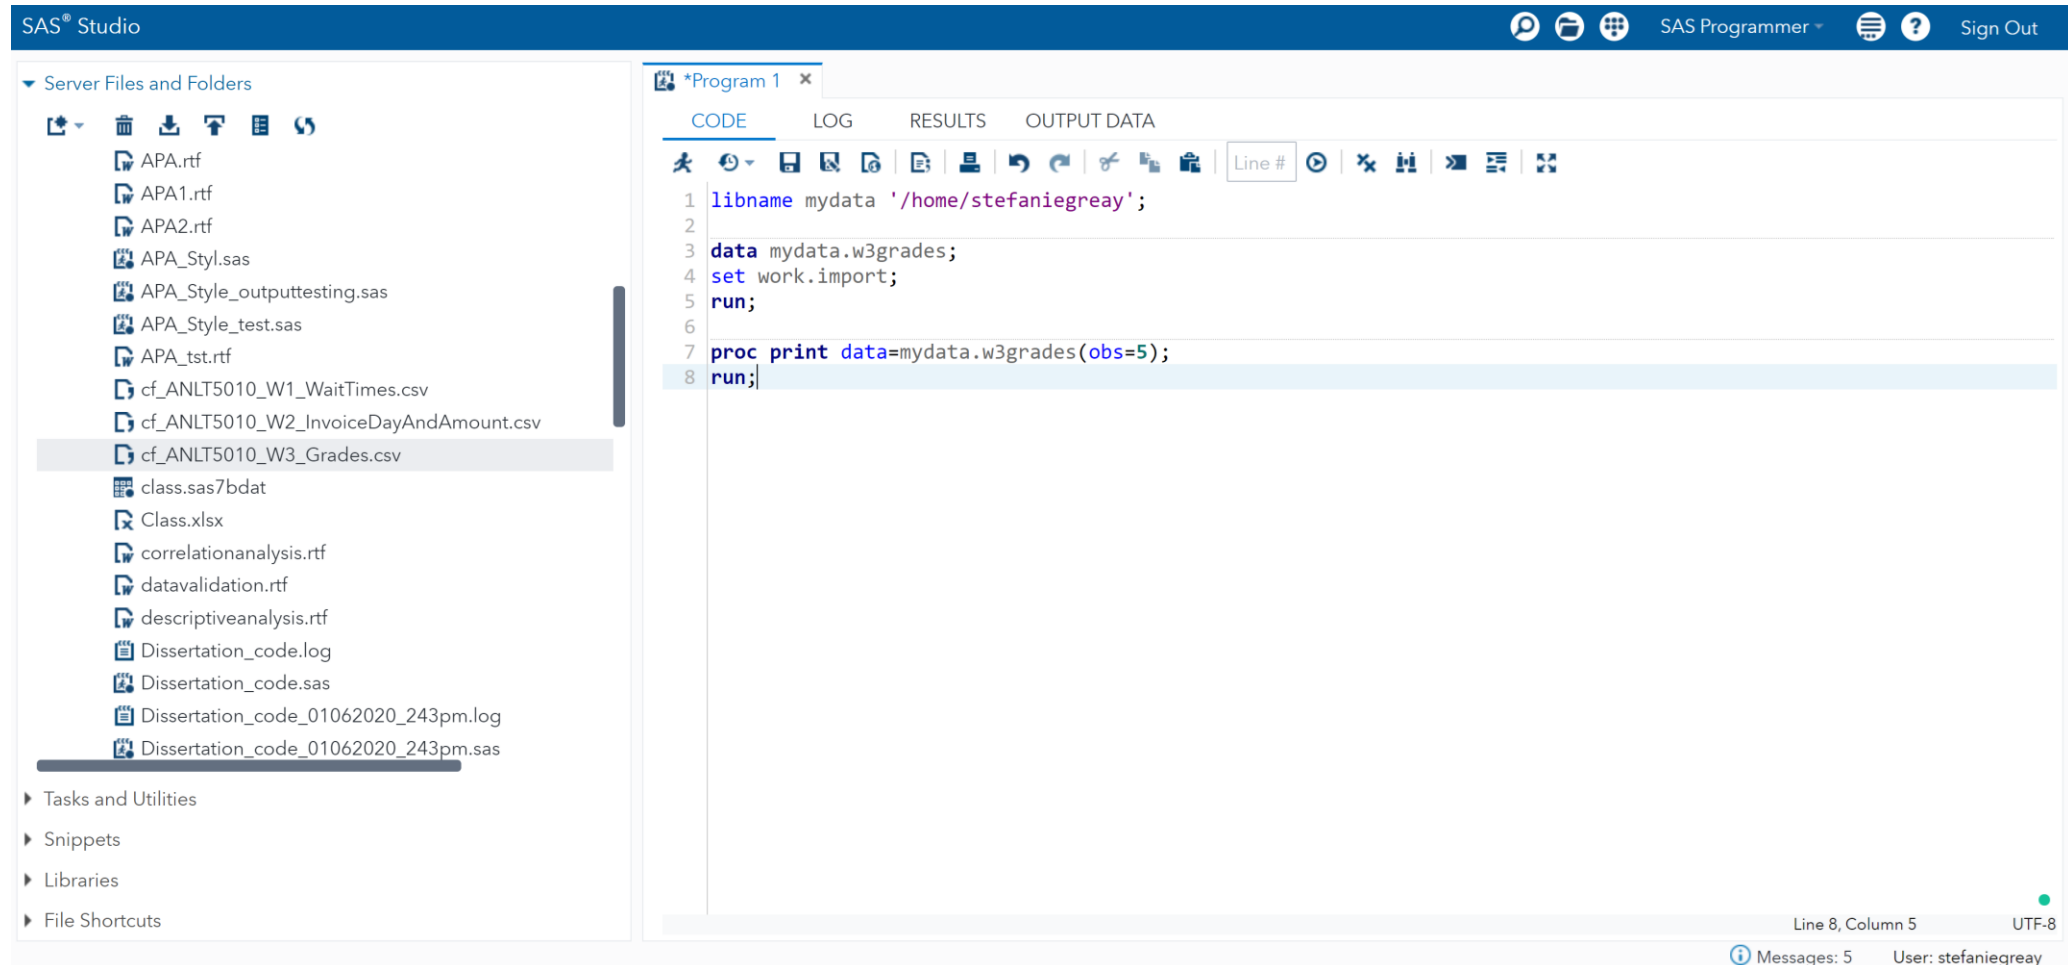 SAS® Studio
SAS Programmer
Sign Out
Server Files and Folders
APA.rtf
APA1.rtf
APA2.rtf
APA_Styl.sas
APA_Style_outputtesting.sas
APA_Style_test.sas
APA_tst.rtf
cf_ANLT5010_W1_WaitTimes.csv
cf_ANLT5010_W2_InvoiceDayAndAmount.csv
cf_ANLT5010_W3_Grades.csv
class.sas7bdat
Class.xlsx
correlationanalysis.rtf
datavalidation.rtf
descriptiveanalysis.rtf
Dissertation_code.log
Dissertation_code.sas
Dissertation_code_01062020_243pm.log
Dissertation_code_01062020_243pm.sas
Tasks and Utilities
Snippets
Libraries
File Shortcuts
*Program 1
CODE LOG RESULTS OUTPUT DATA
Line #
1 libname mydata '/home/stefaniegreay';
2
3 data mydata.w3grades;
4 set work.import;
5 run;
6
7 proc print data=mydata.w3grades(obs=5);
8 run;
Line 8, Column 5 UTF-8
Messages: 5 User: stefaniegreay